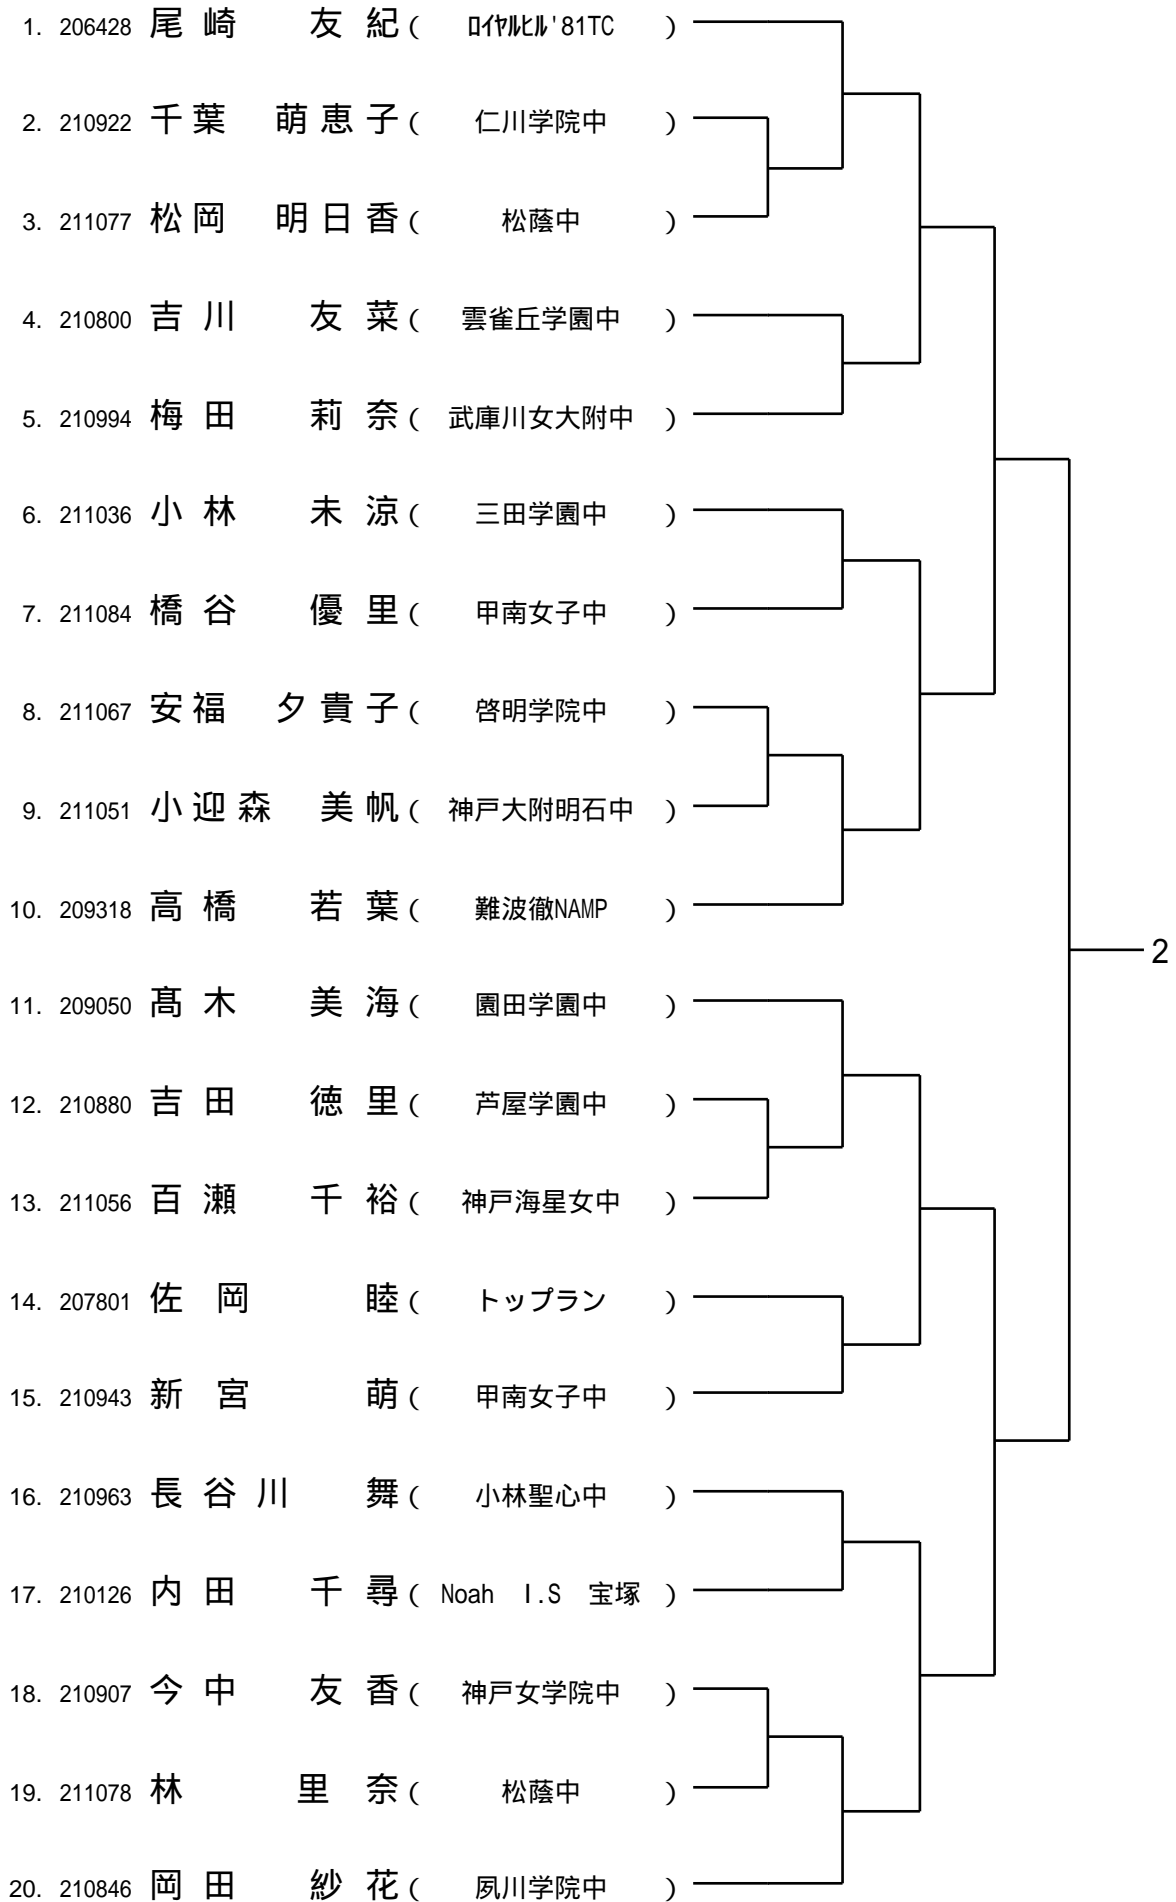 1. 206428 尾崎 友紀 ( ﾛｲﾔﾙﾋﾙ'81TC )
2. 210922 千葉 萌恵子 ( 仁川学院中 )
3. 211077 松岡 明日香 ( 松蔭中 )
4. 210800 吉川 友菜 ( 雲雀丘学園中 )
5. 210994 梅田 莉奈 ( 武庫川女大附中 )
6. 211036 小林 未涼 ( 三田学園中 )
7. 211084 橋谷 優里 ( 甲南女子中 )
8. 211067 安福 夕貴子 ( 啓明学院中 )
9. 211051 小迎森 美帆 ( 神戸大附明石中 )
10. 209318 高橋 若葉 ( 難波徹NAMP )
2
11. 209050 髙木 美海 ( 園田学園中 )
12. 210880 吉田 徳里 ( 芦屋学園中 )
13. 211056 百瀬 千裕 ( 神戸海星女中 )
14. 207801 佐岡 睦 ( トップラン )
15. 210943 新宮 萌 ( 甲南女子中 )
16. 210963 長谷川 舞 ( 小林聖心中 )
17. 210126 内田 千尋 ( Noah I.S 宝塚 )
18. 210907 今中 友香 ( 神戸女学院中 )
19. 211078 林 里奈 ( 松蔭中 )
20. 210846 岡田 紗花 ( 夙川学院中 )